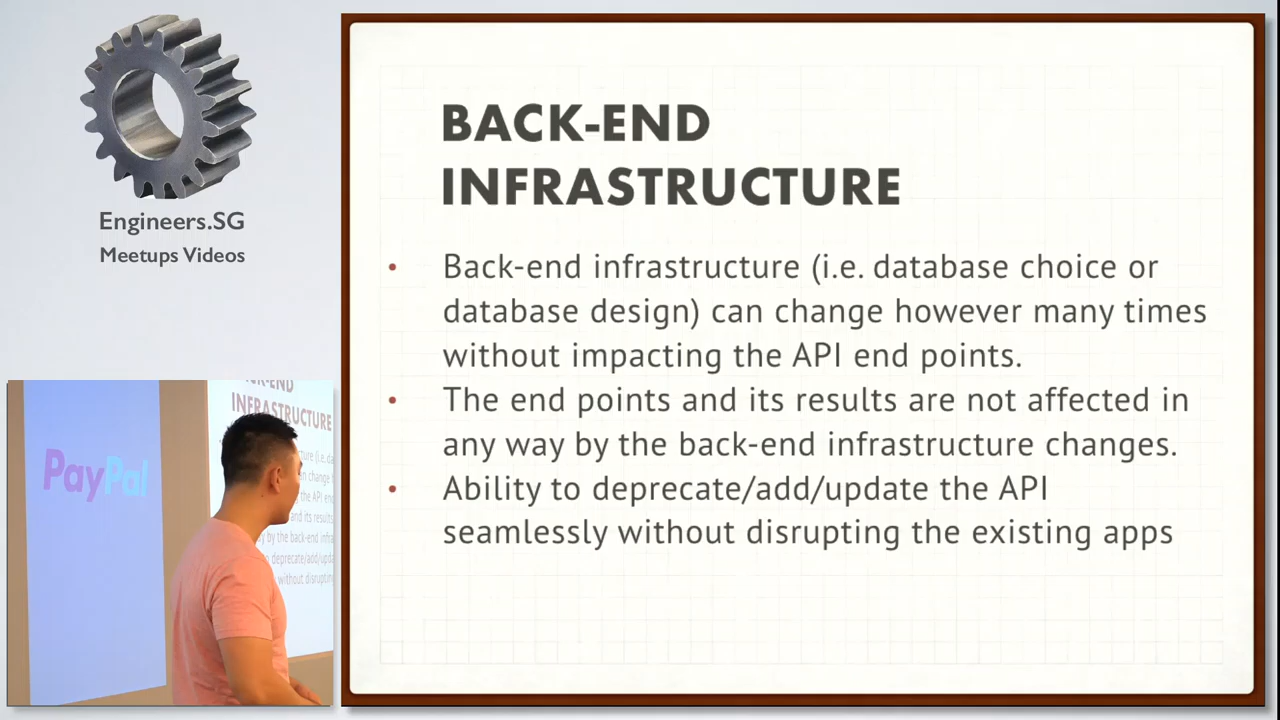 Engineers.SG
Meetups Videos
BACK-END
INFRASTRUCTURE
• Back-end infrastructure (i.e. database choice or
database design) can change however many times
without impacting the API end points.
• The end points and its results are not affected in
any way by the back-end infrastructure changes.
• Ability to deprecate/add/update the API
seamlessly without disrupting the existing apps
PayPal
INFRASTRUCTURE